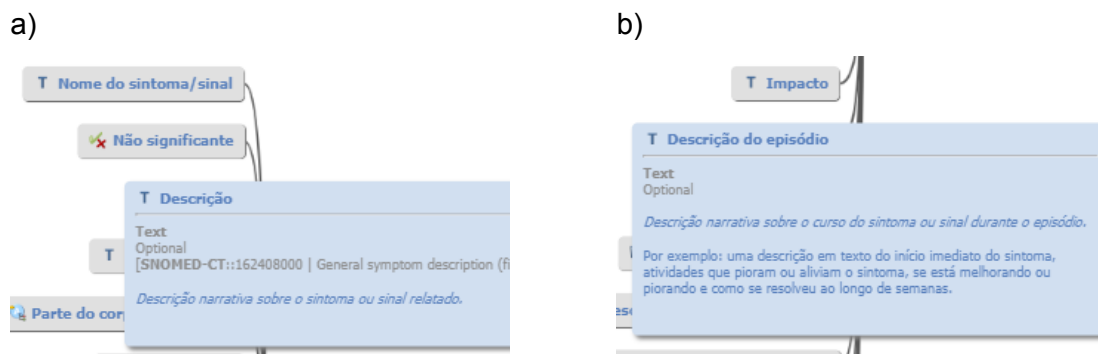 a)
b)
T Nome do sintoma/sinal
Não significante
T Descrição
Text
Optional
[SNOMED-CT::162408000 | General symptom description
Descrição narrativa sobre o sintoma ou sinal relatado.
T
Parte do cor
T Impacto
T Descrição do episódio
Text
Optional
Descrição narrativa sobre o curso do sintoma ou sinal durante o episódio.
Por exemplo: uma descrição em texto do início imediato do sintoma,
atividades que pioram ou aliviam o sintoma, se está melhorando ou
piorando e como se resolveu ao longo de semanas.